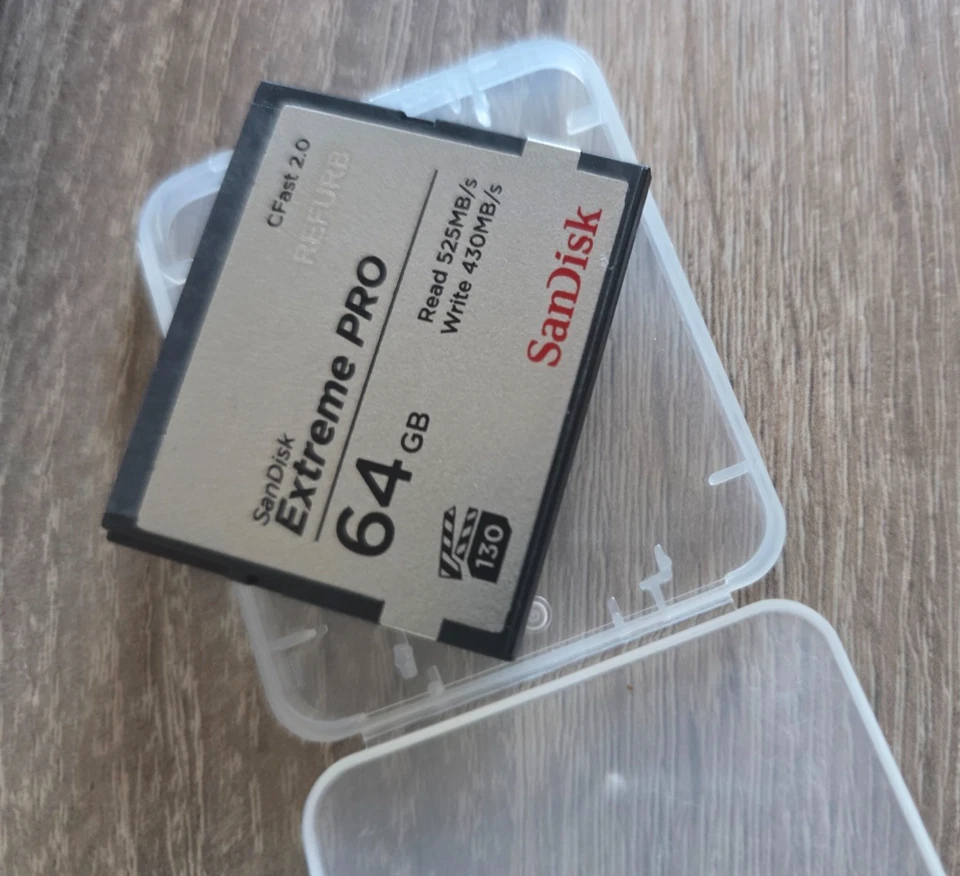 CFast 2.0
REFURB
SanDisk
Extreme PRO
64 GB
Read 525MB/s
Write 430MB/s
130
SanDisk